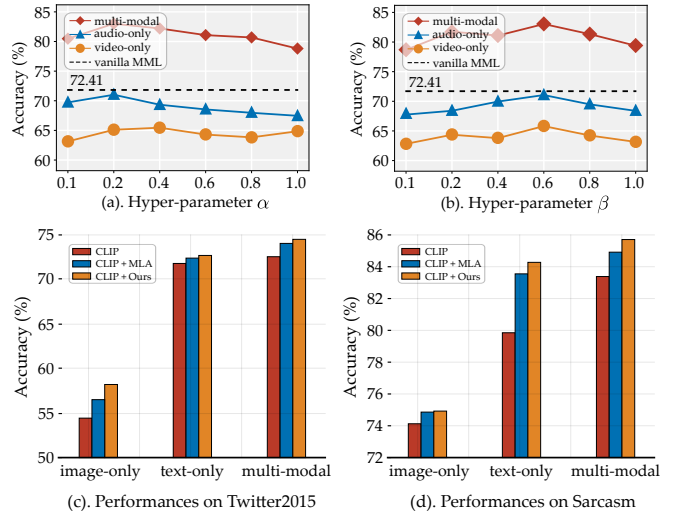 Accuracy (%)
85
80
75
70
65
60
multi-modal
audio-only
video-only
vanilla MML
72.41
0.1 0.2 0.4 0.6 0.8 1.0
(a). Hyper-parameter α
Accuracy (%)
85
80
75
70
65
60
multi-modal
audio-only
video-only
vanilla MML
72.41
0.1 0.2 0.4 0.6 0.8 1.0
(b). Hyper-parameter β
Accuracy (%)
75
70
65
60
55
50
CLIP
CLIP + MLA
CLIP + Ours
image-only text-only multi-modal
(c). Performances on Twitter2015
Accuracy (%)
86
84
82
80
78
76
74
72
CLIP
CLIP + MLA
CLIP + Ours
image-only text-only multi-modal
(d). Performances on Sarcasm